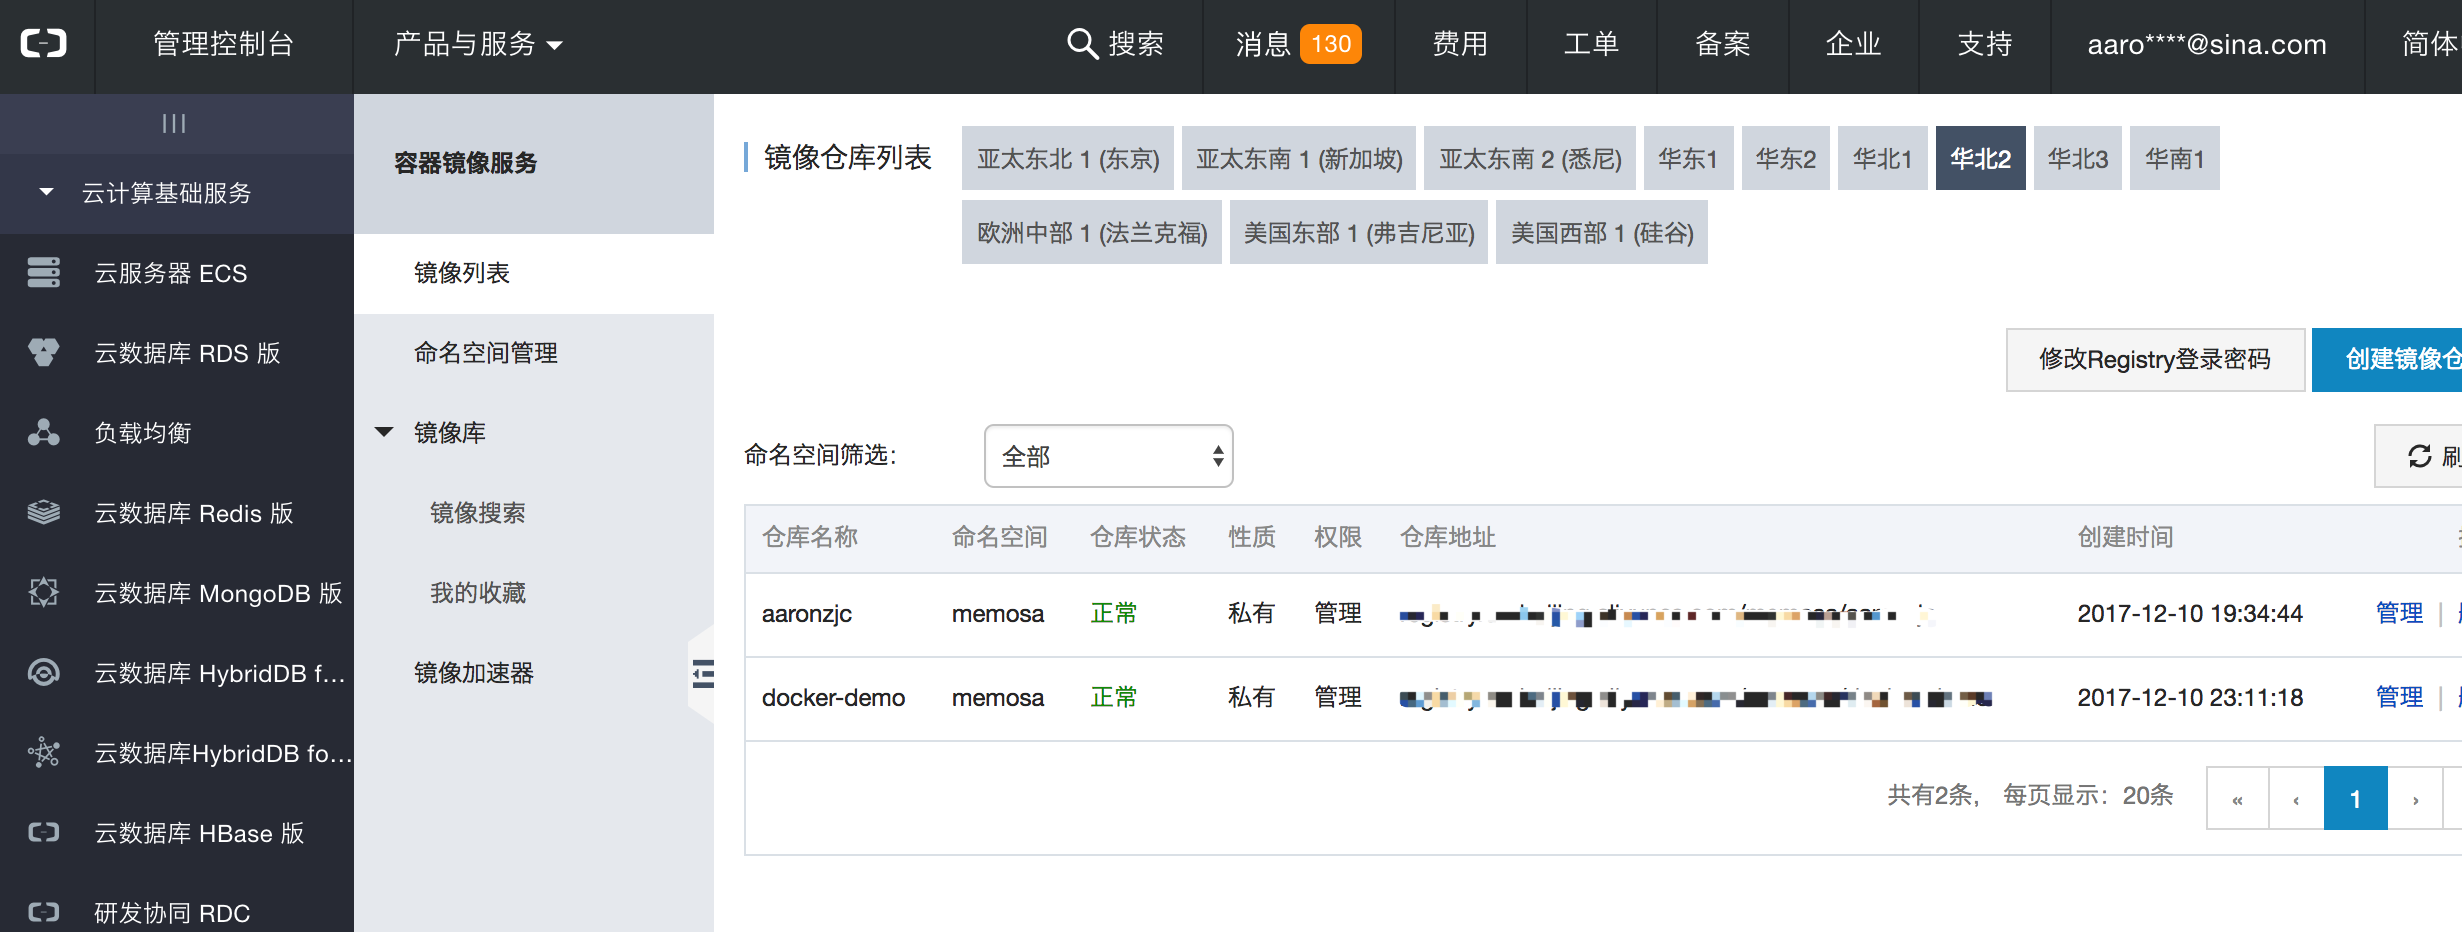 管理控制台 产品与服务 搜索 消息 130 费用 工单 备案 企业 支持 aaro****@sina.com 简体
云计算基础服务
云服务器 ECS
云数据库 RDS 版
负载均衡
云数据库 Redis 版
云数据库 MongoDB 版
云数据库 HybridDB f...
云数据库HybridDB fo...
云数据库 HBase 版
研发协同 RDC
容器镜像服务
镜像列表
命名空间管理
镜像库
镜像搜索
我的收藏
镜像加速器
镜像仓库列表 亚太东北 1 (东京) 亚太东南 1 (新加坡) 亚太东南 2 (悉尼) 华东1 华东2 华北1 华北2 华北3 华南1
欧洲中部 1 (法兰克福) 美国东部 1 (弗吉尼亚) 美国西部 1 (硅谷)
修改Registry登录密码 创建镜像仓
命名空间筛选： 全部 刷
仓库名称 命名空间 仓库状态 性质 权限 仓库地址 创建时间
aaronzjc memosa 正常 私有 管理 2017-12-10 19:34:44 管理 |
docker-demo memosa 正常 私有 管理 2017-12-10 23:11:18 管理 |
共有2条， 每页显示：20条 « ‹ 1 ›